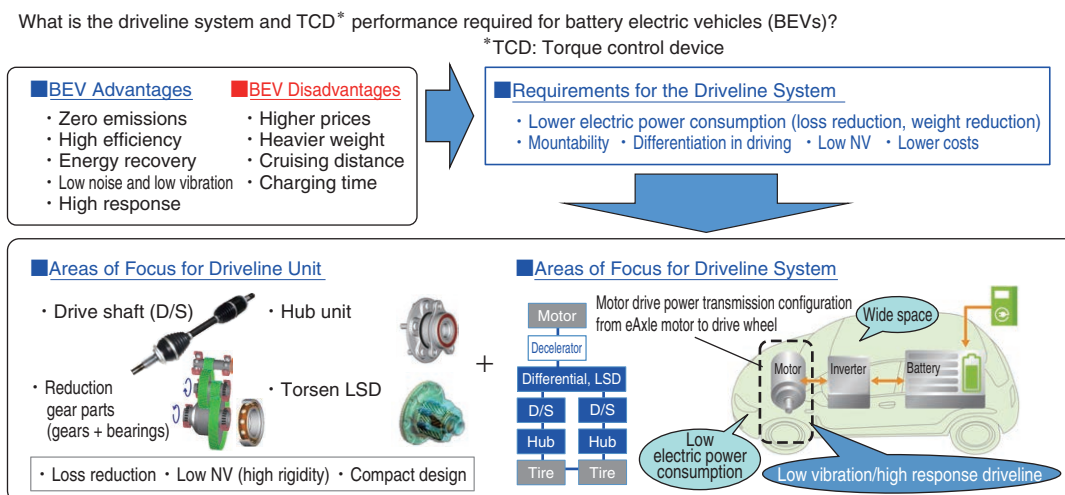 What is the driveline system and TCD* performance required for battery electric vehicles (BEVs)?
*TCD: Torque control device
■BEV Advantages
・Zero emissions
・High efficiency
・Energy recovery
・Low noise and low vibration
・High response
■BEV Disadvantages
・Higher prices
・Heavier weight
・Cruising distance
・Charging time
■Requirements for the Driveline System
・Lower electric power consumption (loss reduction, weight reduction)
・Mountability ・Differentiation in driving ・Low NV ・Lower costs
■Areas of Focus for Driveline Unit
・Drive shaft (D/S)
・Hub unit
・Reduction
gear parts
(gears + bearings)
・Torsen LSD
・Loss reduction ・Low NV (high rigidity) ・Compact design
+
■Areas of Focus for Driveline System
Motor
Decelerator
Differential, LSD
D/S D/S
Hub Hub
Tire Tire
Motor drive power transmission configuration
from eAxle motor to drive wheel
Wide space
Motor
Inverter
Battery
Low
electric power
consumption
Low vibration/high response driveline